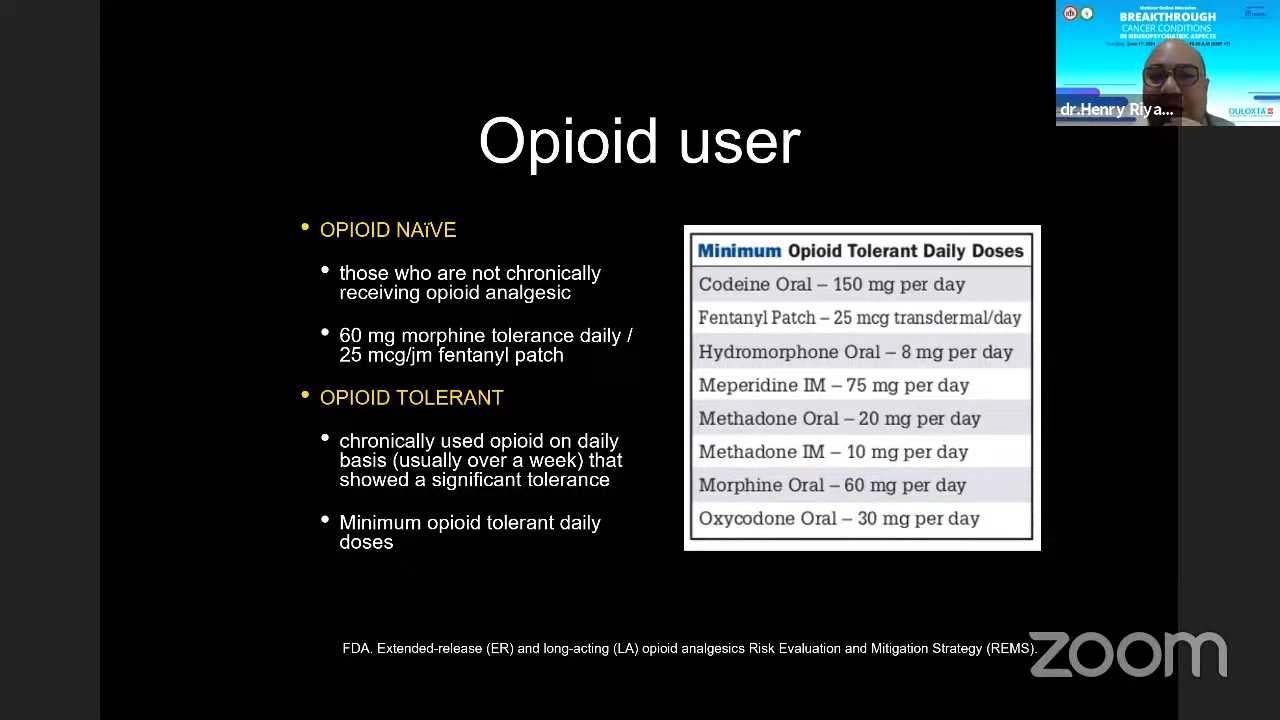 Webinar Online Education
BREAKTHROUGH
CANCER CONDITIONS
IN NEUROPSYCHIATRIC ASPECTS
dr.Henry Riya...
DULOXTA
Opioid user
• OPIOID NAïVE
• those who are not chronically
receiving opioid analgesic
• 60 mg morphine tolerance daily /
25 mcg/jm fentanyl patch
• OPIOID TOLERANT
• chronically used opioid on daily
basis (usually over a week) that
showed a significant tolerance
• Minimum opioid tolerant daily
doses
Minimum Opioid Tolerant Daily Doses
Codeine Oral – 150 mg per day
Fentanyl Patch – 25 mcg transdermal/day
Hydromorphone Oral – 8 mg per day
Meperidine IM – 75 mg per day
Methadone Oral – 20 mg per day
Methadone IM – 10 mg per day
Morphine Oral – 60 mg per day
Oxycodone Oral – 30 mg per day
FDA. Extended-release (ER) and long-acting (LA) opioid analgesics Risk Evaluation and Mitigation Strategy (REMS).
zoom